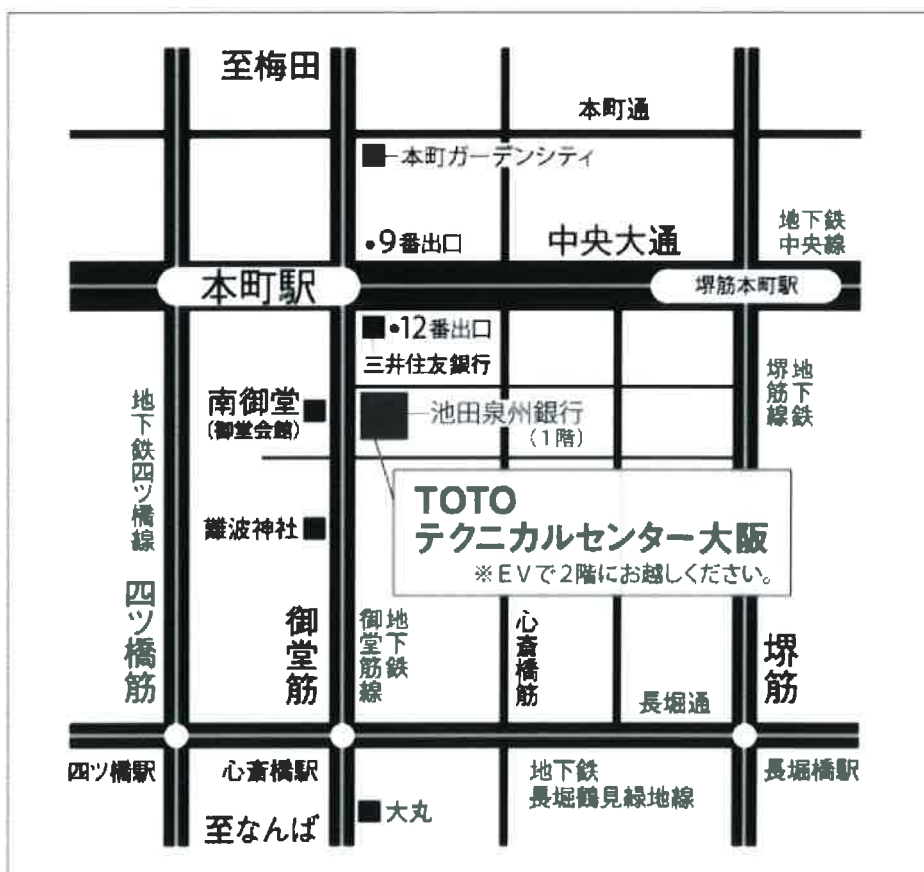 至梅田
本町通
本町ガーデンシティ
9番出口
中央大通
地下鉄
中央線
本町駅
堺筋本町駅
12番出口
三井住友銀行
南御堂
(御堂会館)
池田泉州銀行
(1階)
地下鉄四ツ橋線
地下鉄
堺筋線
TOTO
テクニカルセンター大阪
※EVで2階にお越しください。
難波神社
四ツ橋筋
御堂筋
地下鉄
御堂筋線
心斎橋筋
堺筋
長堀通
四ツ橋駅
心斎橋駅
地下鉄
長堀鶴見緑地線
長堀橋駅
至なんば
大丸